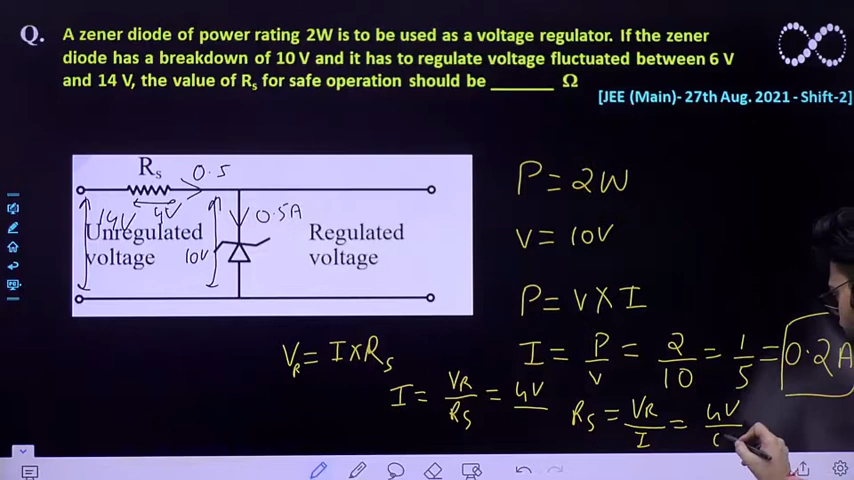 Q. A zener diode of power rating 2W is to be used as a voltage regulator. If the zener
diode has a breakdown of 10 V and it has to regulate voltage fluctuated between 6 V
and 14 V, the value of Rs for safe operation should be ______ Ω
[JEE (Main)- 27th Aug. 2021 - Shift-2]
Rs
0.5
14V
4V
0.5A
Unregulated
voltage
10V
Regulated
voltage
P = 2W
V = 10V
P = V X I
I = P/V = 2/10 = 1/5 = 0.2A
VR = I x Rs
I = VR/Rs = 4V
Rs = VR/I = 4V